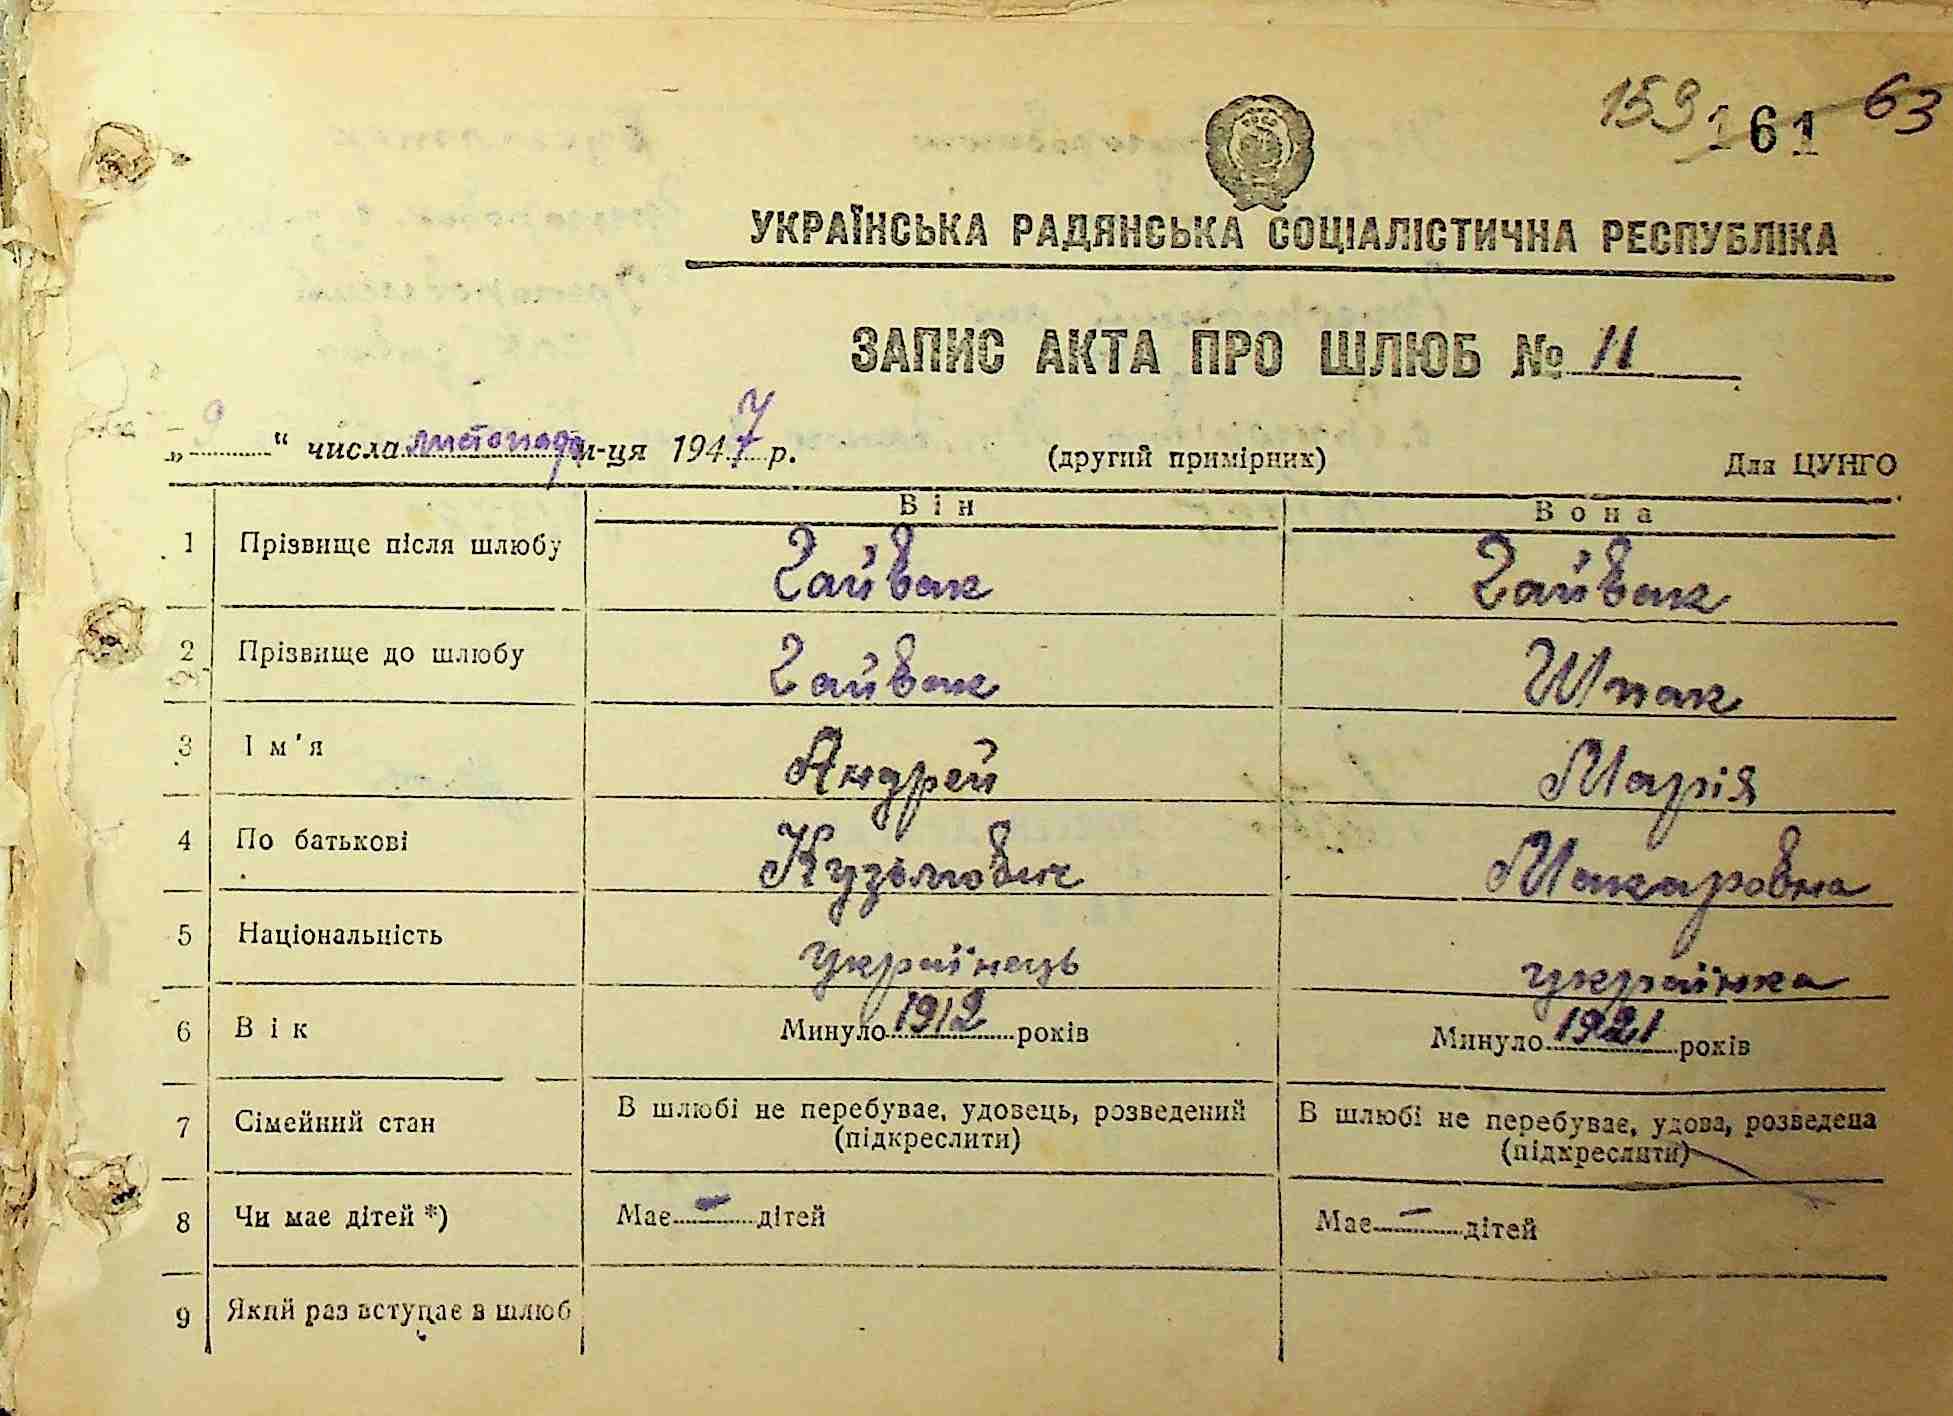 159 161 63
УКРАЇНСЬКА РАДЯНСЬКА СОЦІАЛІСТИЧНА РЕСПУБЛІКА
ЗАПИС АКТА ПРО ШЛЮБ № 11
„ 9 “ числа листопада м-ця 1947 р. (другий примірник) Для ЦУНГО
Він Вона
1 Прізвище після шлюбу Гайвак Гайвак
2 Прізвище до шлюбу Гайвак Шпак
3 Ім'я Андрей Марія
4 По батькові Кузьмович Макаровна
5 Національність українець українка
6 Вік Минуло 1912 років Минуло 1921 років
7 Сімейний стан В шлюбі не перебуває, удовець, розведений (підкреслити) В шлюбі не перебуває, удова, розведена (підкреслити)
8 Чи має дітей *) Має – дітей Має – дітей
9 Який раз вступає в шлюб